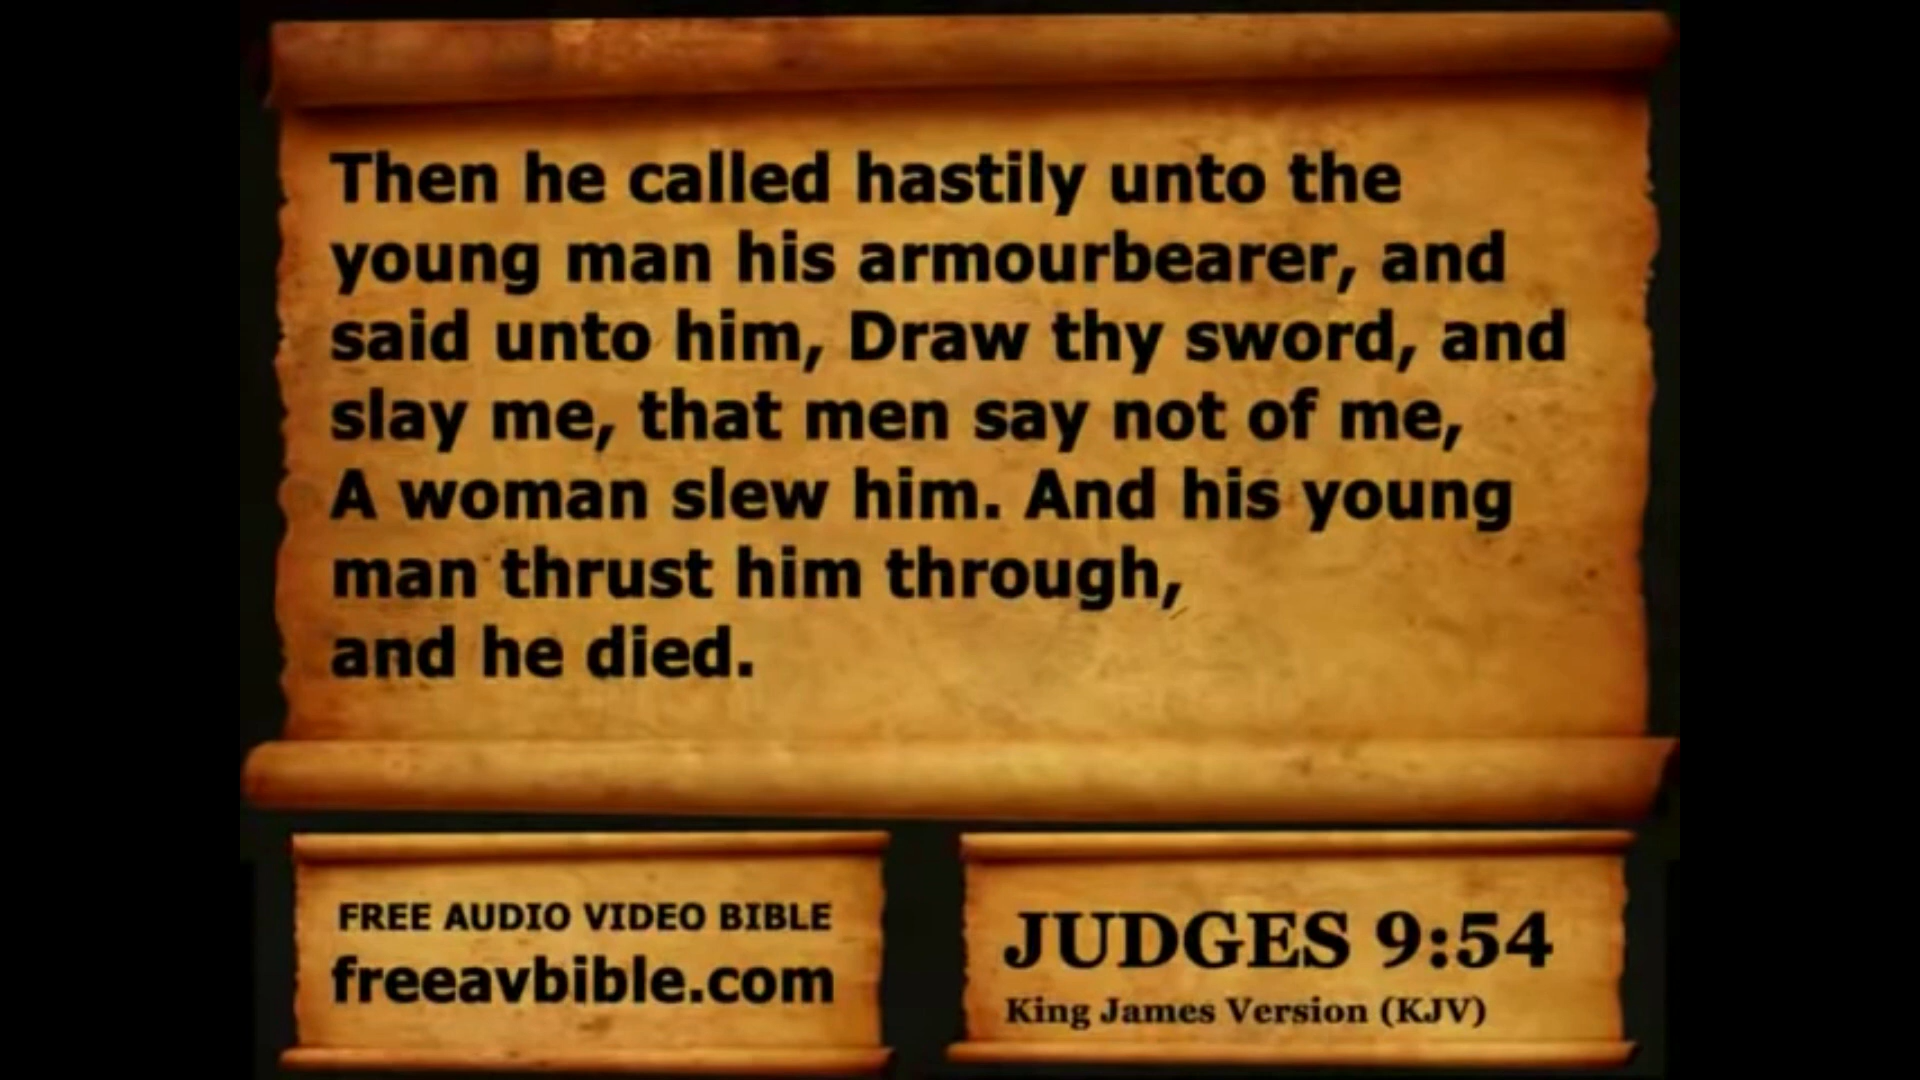 Then he called hastily unto the
young man his armourbearer, and
said unto him, Draw thy sword, and
slay me, that men say not of me,
A woman slew him. And his young
man thrust him through,
and he died.
FREE AUDIO VIDEO BIBLE
freeavbible.com
JUDGES 9:54
King James Version (KJV)